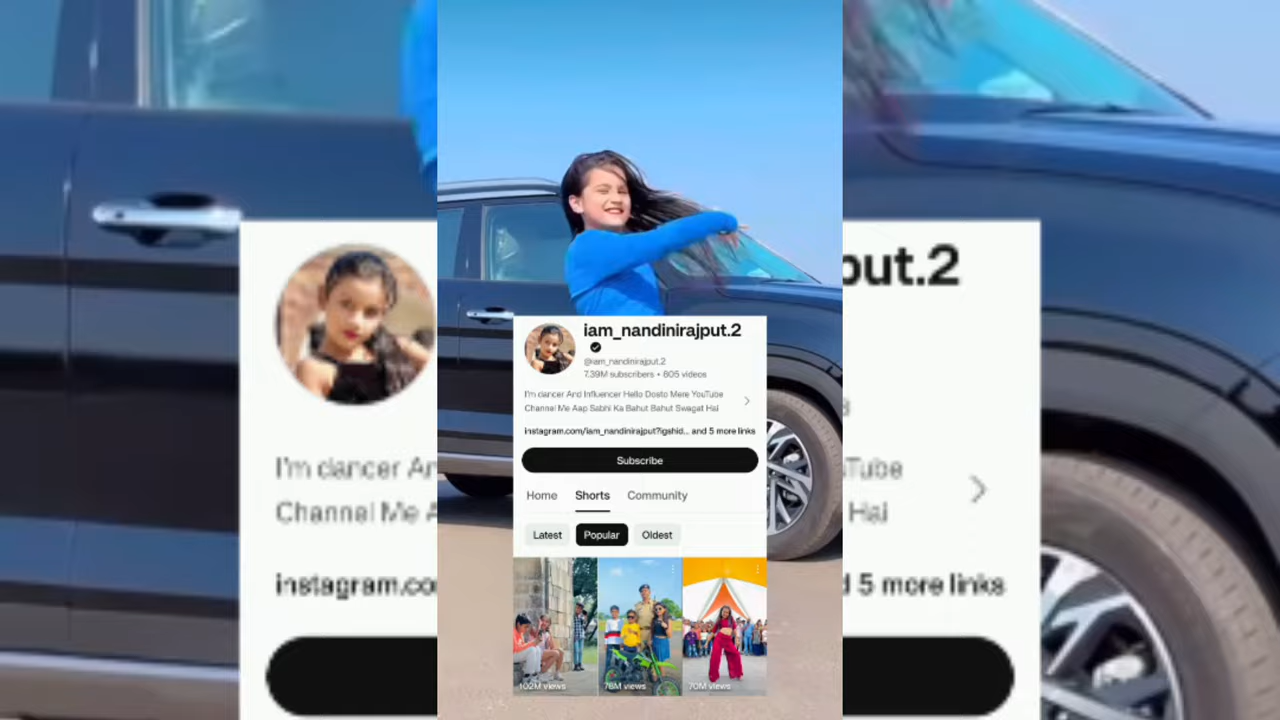 iam_nandinirajput.2
@iam_nandinirajput.2
7.39M subscribers • 805 videos
I'm dancer And Influencer Hello Dosto Mere YouTube
Channel Me Aap Sabhi Ka Bahut Bahut Swagat Hai
instagram.com/iam_nandinirajput?igshid... and 5 more links
Subscribe
Home Shorts Community
Latest Popular Oldest
102M views 76M views 70M views
put.2
I'm dancer An
uTube
Channel Me A
Hai
instagram.co
d 5 more links